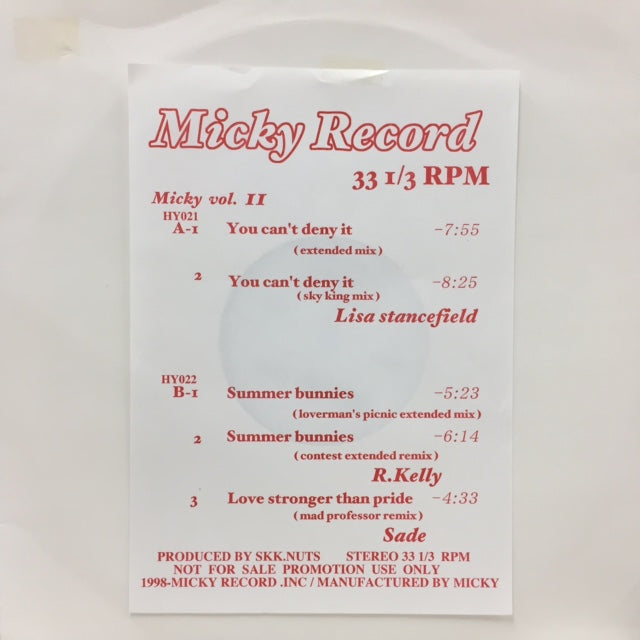 Micky Record
33 1/3 RPM
Micky vol. II
HY021
A-1 You can't deny it -7:55
( extended mix )
2 You can't deny it -8:25
( sky king mix )
Lisa stancefield
HY022
B-1 Summer bunnies -5:23
( loverman's picnic extended mix )
2 Summer bunnies -6:14
( contest extended remix )
R.Kelly
3 Love stronger than pride -4:33
( mad professor remix )
Sade
PRODUCED BY SKK.NUTS STEREO 33 1/3 RPM
NOT FOR SALE PROMOTION USE ONLY
1998-MICKY RECORD .INC / MANUFACTURED BY MICKY